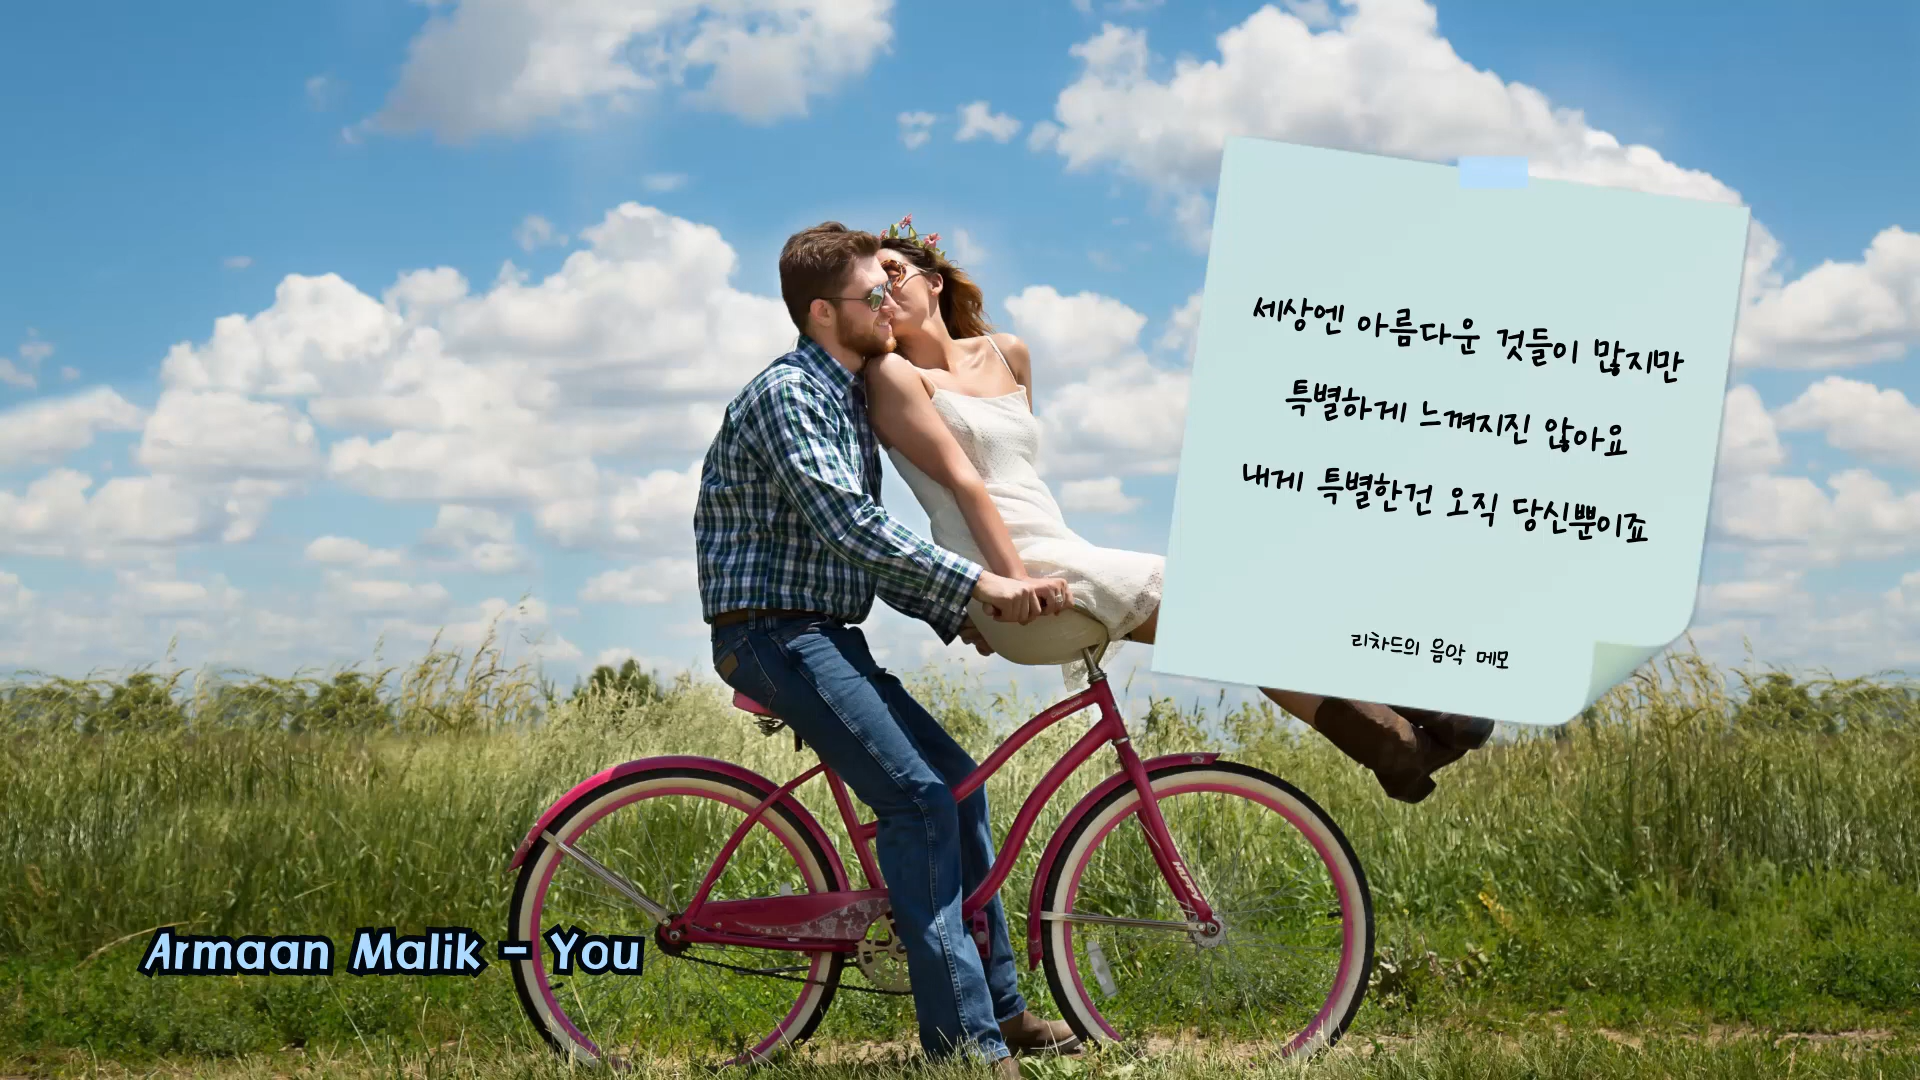 세상엔 아름다운 것들이 많지만
특별하게 느껴지진 않아요
내게 특별한건 오직 당신뿐이죠
리차드의 음악 메모
Armaan Malik - You
HUFFY